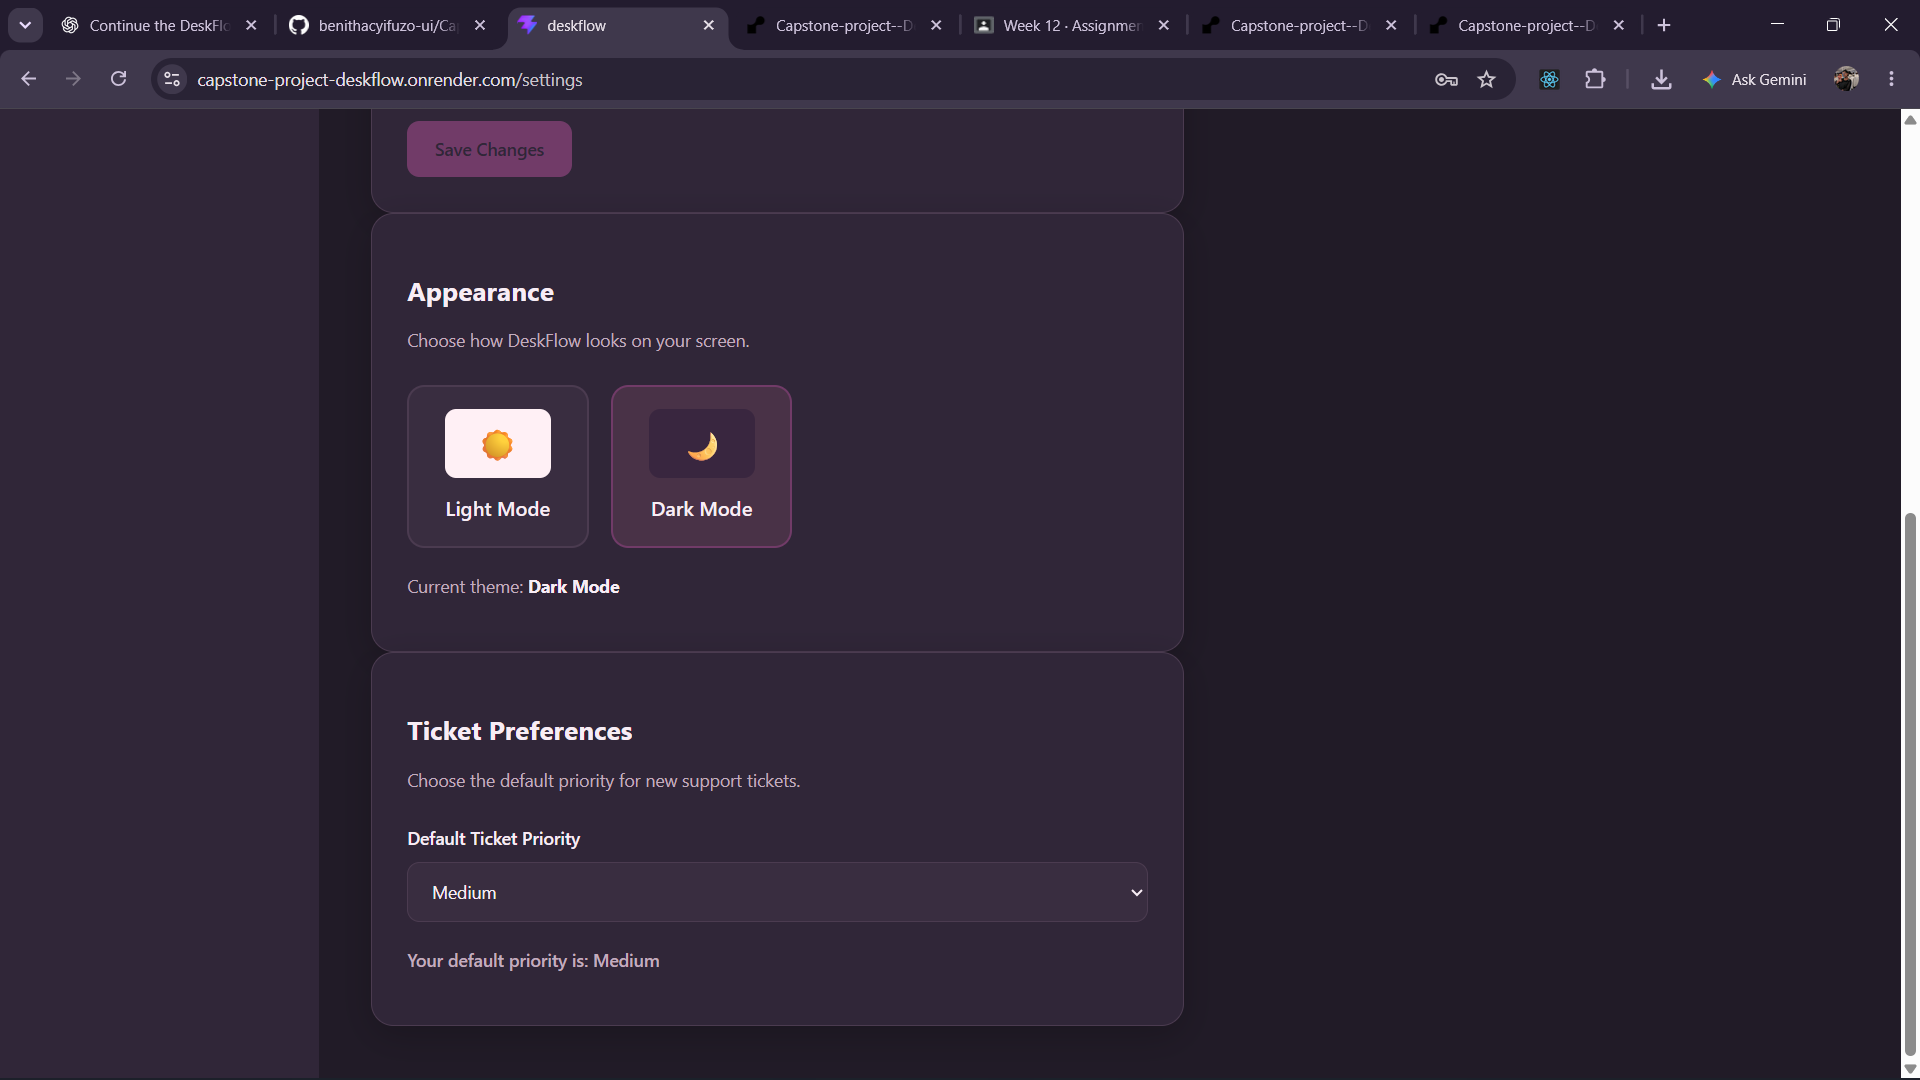 Continue the DeskFl
benithacyifuzo-ui/Ca
deskflow
Capstone-project--D
Week 12 · Assignmen
Capstone-project--D
Capstone-project--D
capstone-project-deskflow.onrender.com/settings
Ask Gemini
Save Changes
Appearance
Choose how DeskFlow looks on your screen.
Light Mode
Dark Mode
Current theme: Dark Mode
Ticket Preferences
Choose the default priority for new support tickets.
Default Ticket Priority
Medium
Your default priority is: Medium